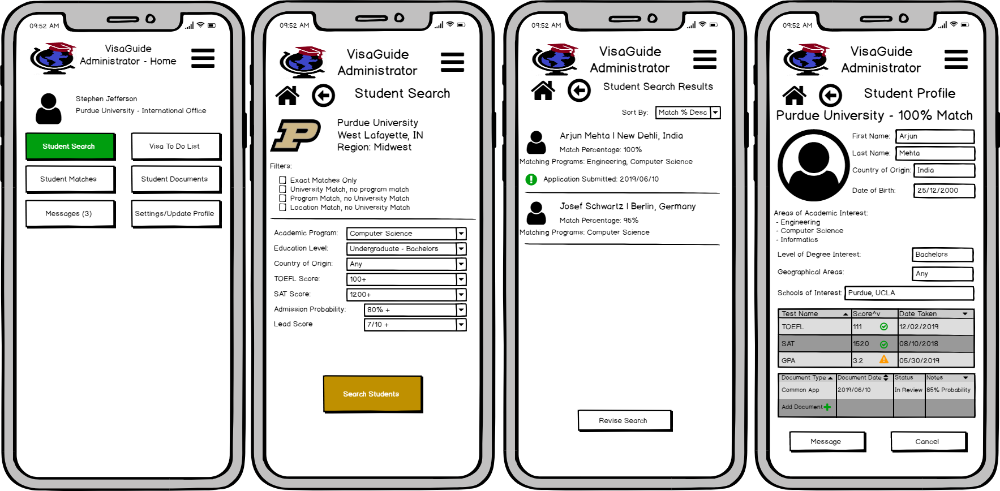 09:52 AM
VisaGuide
Administrator - Home
Stephen Jefferson
Purdue University - International Office
Student Search
Visa To Do List
Student Matches
Student Documents
Messages (3)
Settings/Update Profile
09:52 AM
VisaGuide
Administrator
Student Search
P
Purdue University
West Lafayette, IN
Region: Midwest
Filters:
Exact Matches Only
University Match, no program match
Program Match, no University Match
Location Match, no University Match
Academic Program: Computer Science
Education Level: Undergraduate - Bachelors
Country of Origin: Any
TOEFL Score: 100+
SAT Score: 1200+
Admission Probability: 80% +
Lead Score 7/10 +
Search Students
09:52 AM
VisaGuide
Administrator
Student Search Results
Sort By: Match % Desc
Arjun Mehta | New Dehli, India
Match Percentage: 100%
Matching Programs: Engineering, Computer Science
Application Submitted: 2019/06/10
Josef Schwartz | Berlin, Germany
Match Percentage: 95%
Matching Programs: Computer Science
Revise Search
09:52 AM
VisaGuide
Administrator
Student Profile
Purdue University - 100% Match
First Name: Arjun
Last Name: Mehta
Country of Origin: India
Date of Birth: 25/12/2000
Areas of Academic Interest:
- Engineering
- Computer Science
- Informatics
Level of Degree Interest: Bachelors
Geographical Areas: Any
Schools of Interest: Purdue, UCLA
Test Name Score^v Date Taken
TOEFL 111 12/02/2019
SAT 1520 08/10/2018
GPA 3.2 05/30/2019
Document Type Document Date Status Notes
Common App 2019/06/10 In Review 85% Probability
Add Document
Message
Cancel